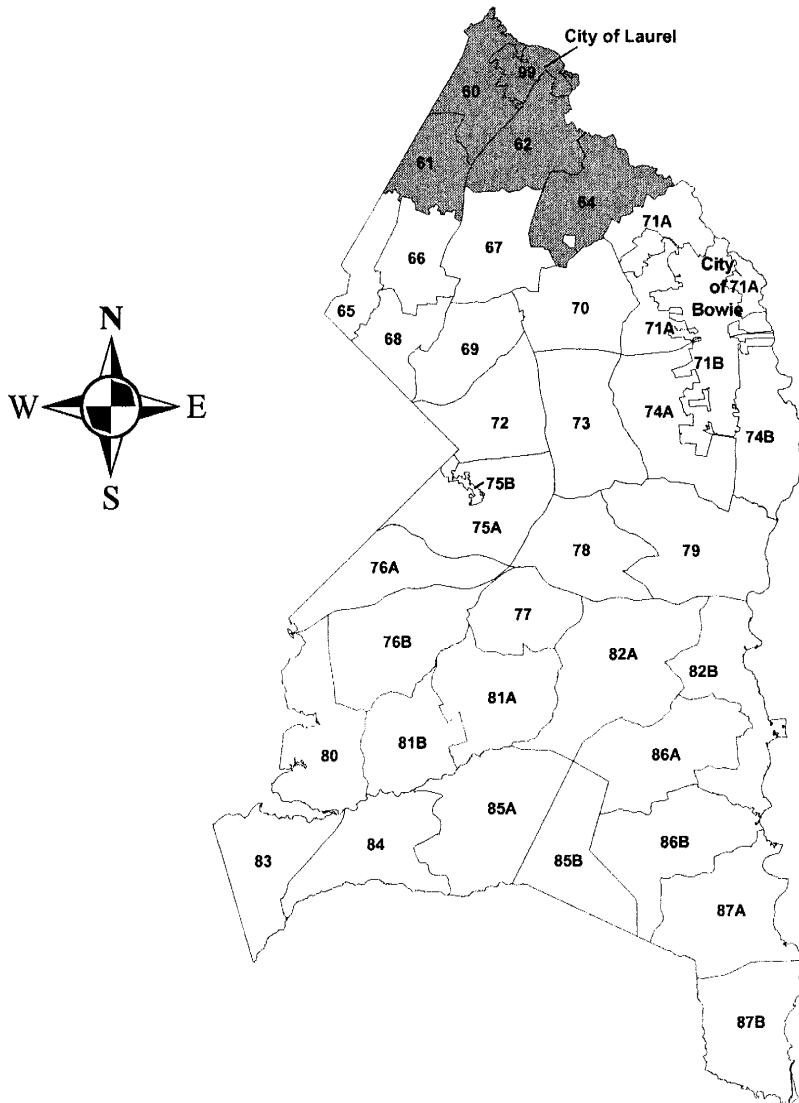 City of Laurel
99
60
62
61
64
71A
67
66
City
of
71A
Bowie
65
70
68
71A
69
71B
N
W
E
S
74A
72
73
74B
75B
75A
78
79
76A
77
76B
82A
82B
81A
81B
80
86A
85A
84
86B
83
85B
87A
87B